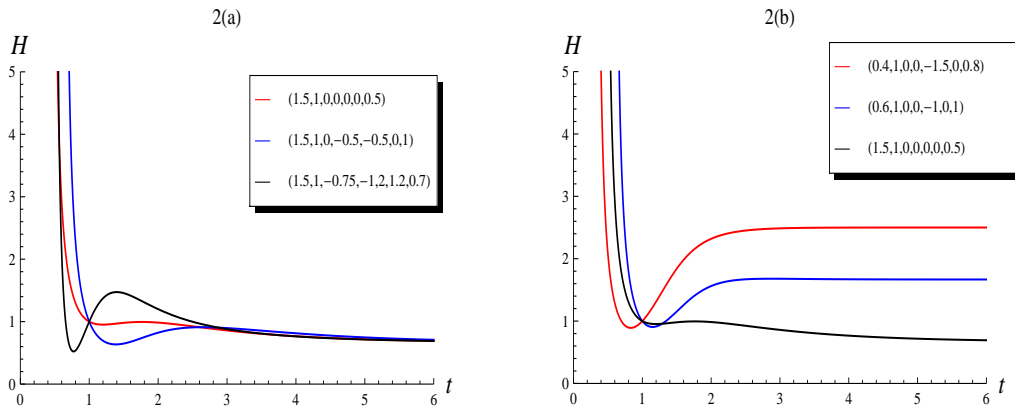 2(a)
H
5
4
3
2
1
0
0 1 2 3 4 5 6
t
(1.5,1,0,0,0,0,0.5)
(1.5,1,0,−0.5,−0.5,0,1)
(1.5,1,−0.75,−1,2,1.2,0.7)
2(b)
H
5
4
3
2
1
0
0 1 2 3 4 5 6
t
(0.4,1,0,0,−1.5,0,0.8)
(0.6,1,0,0,−1,0,1)
(1.5,1,0,0,0,0,0.5)